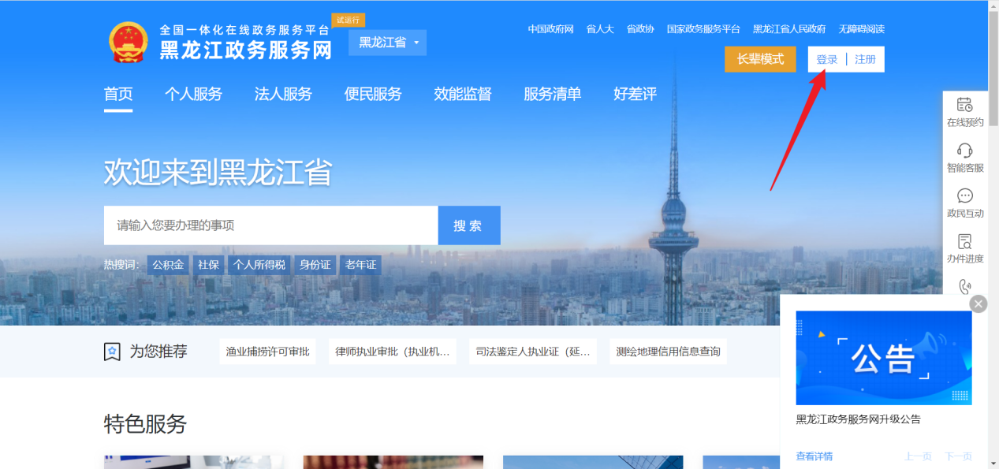 试运行
全国一体化在线政务服务平台
黑龙江政务服务网
黑龙江省
中国政府网 省人大 省政协 国家政务服务平台 黑龙江省人民政府 无障碍阅读
长辈模式 登录 | 注册
首页 个人服务 法人服务 便民服务 效能监督 服务清单 好差评
在线预约
智能客服
政民互动
办件进度
欢迎来到黑龙江省
请输入您要办理的事项 搜索
热搜词: 公积金 社保 个人所得税 身份证 老年证
为您推荐 渔业捕捞许可审批 律师执业审批（执业机... 司法鉴定人执业证（延... 测绘地理信用信息查询
公告
黑龙江政务服务网升级公告
查看详情 上一页 下一页
特色服务